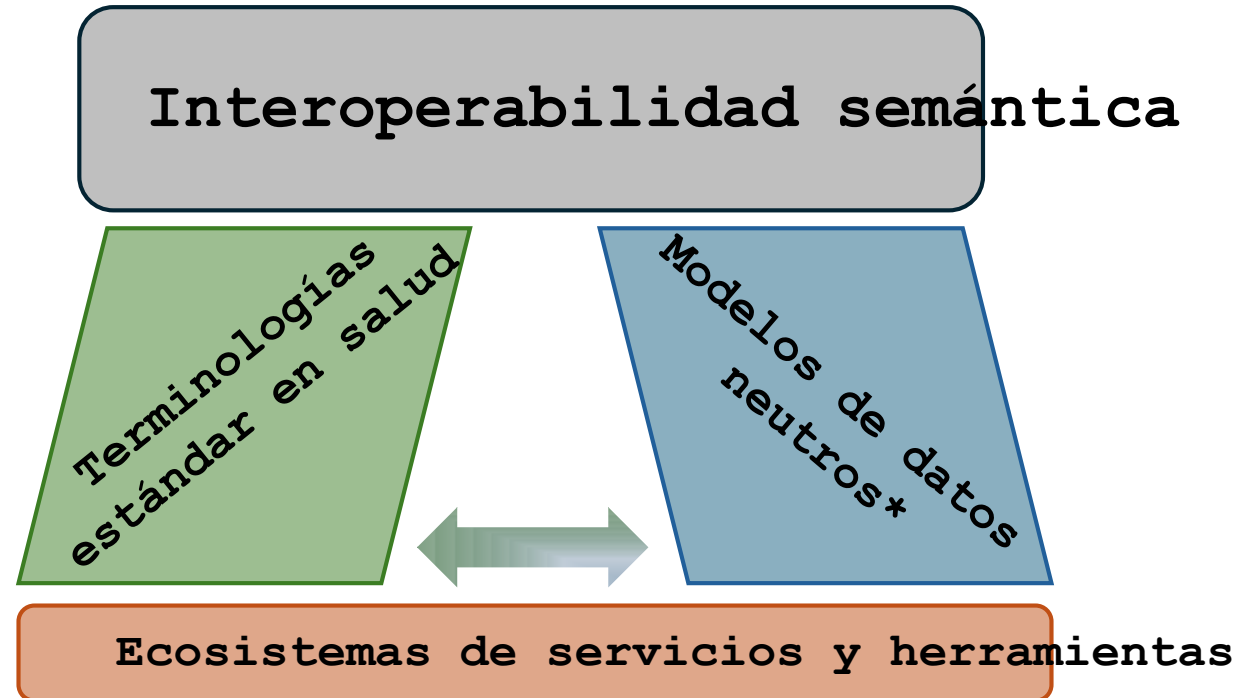 Interoperabilidad semántica
Terminologías
estándar en salud
Modelos de datos
neutros*
Ecosistemas de servicios y herramientas